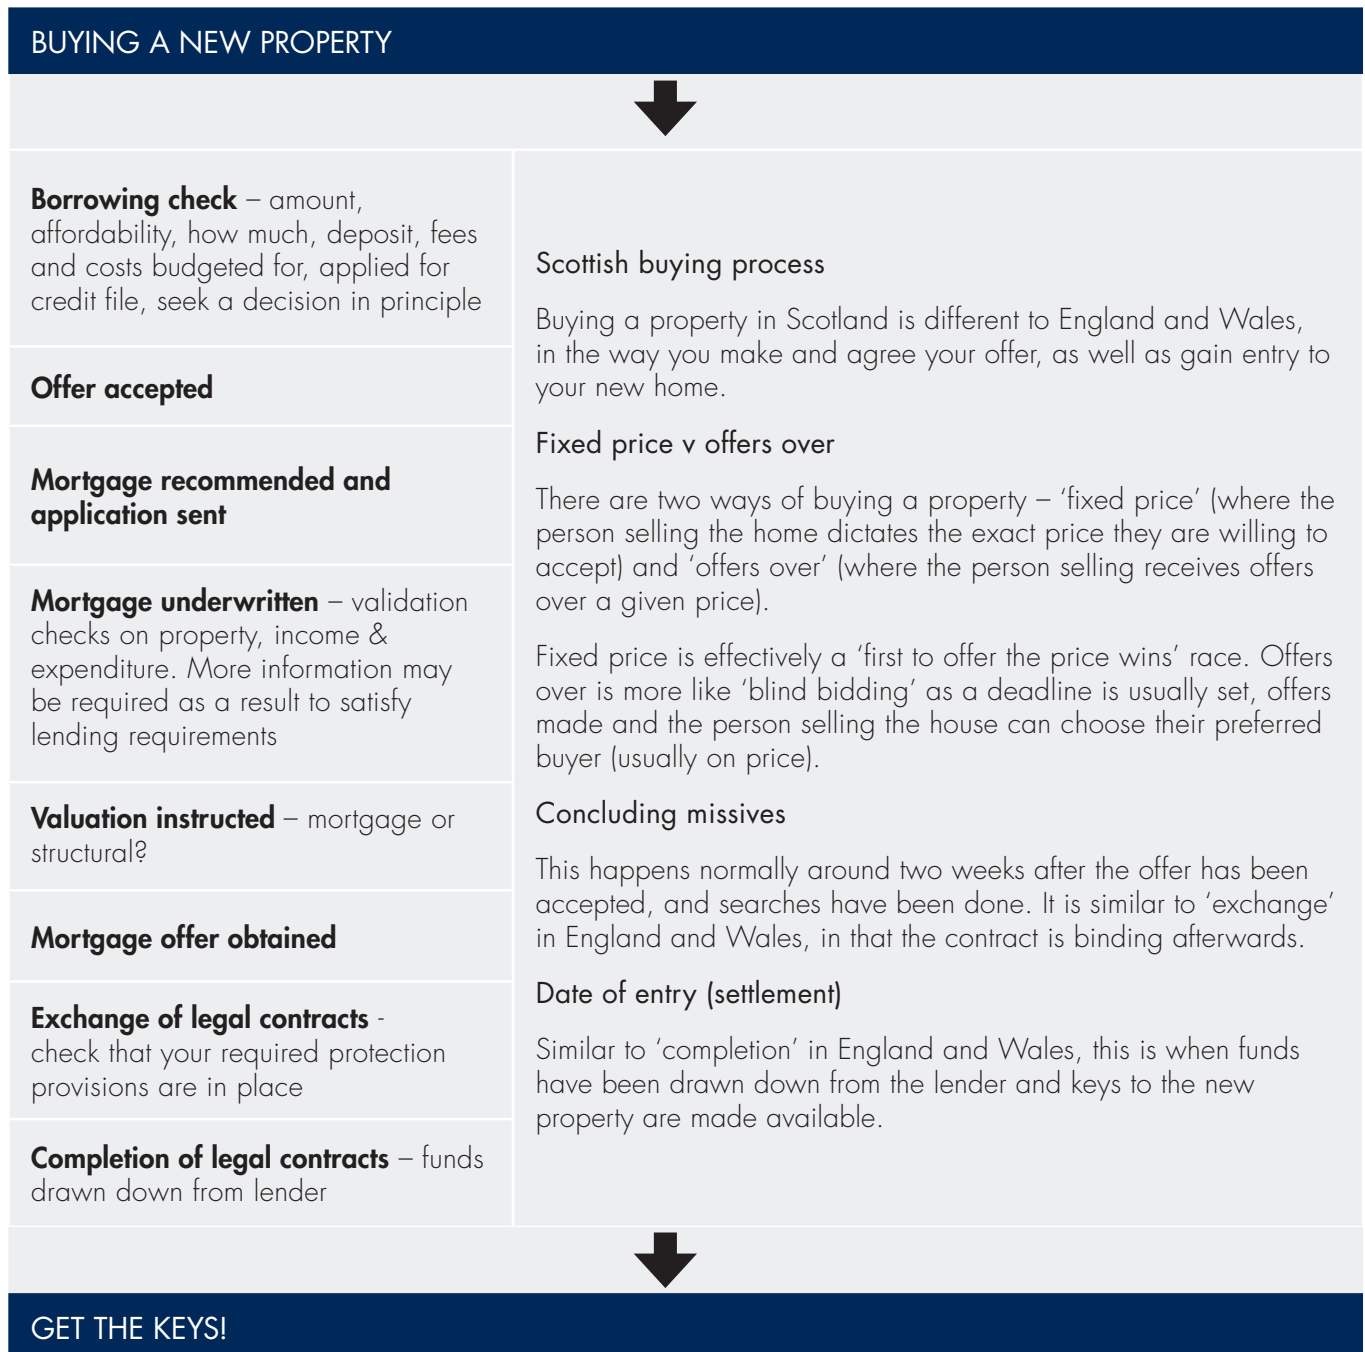 BUYING A NEW PROPERTY
Borrowing check – amount,
affordability, how much, deposit, fees
and costs budgeted for, applied for
credit file, seek a decision in principle
Offer accepted
Mortgage recommended and
application sent
Mortgage underwritten – validation
checks on property, income &
expenditure. More information may
be required as a result to satisfy
lending requirements
Valuation instructed – mortgage or
structural?
Mortgage offer obtained
Exchange of legal contracts -
check that your required protection
provisions are in place
Completion of legal contracts – funds
drawn down from lender
Scottish buying process
Buying a property in Scotland is different to England and Wales,
in the way you make and agree your offer, as well as gain entry to
your new home.
Fixed price v offers over
There are two ways of buying a property – ‘fixed price’ (where the
person selling the home dictates the exact price they are willing to
accept) and ‘offers over’ (where the person selling receives offers
over a given price).
Fixed price is effectively a ‘first to offer the price wins’ race. Offers
over is more like ‘blind bidding’ as a deadline is usually set, offers
made and the person selling the house can choose their preferred
buyer (usually on price).
Concluding missives
This happens normally around two weeks after the offer has been
accepted, and searches have been done. It is similar to ‘exchange’
in England and Wales, in that the contract is binding afterwards.
Date of entry (settlement)
Similar to ‘completion’ in England and Wales, this is when funds
have been drawn down from the lender and keys to the new
property are made available.
GET THE KEYS!